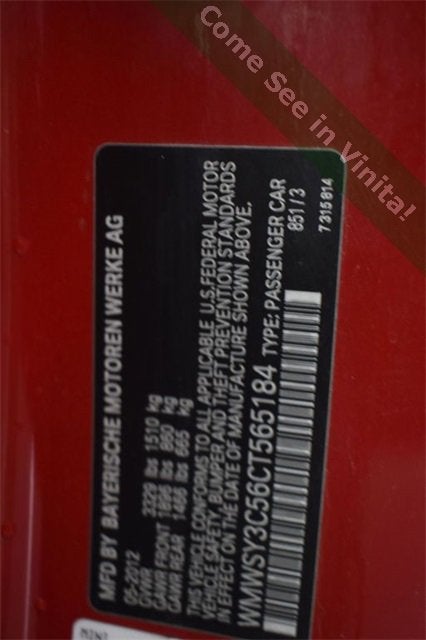 Come See in Vinita!
MFD BY BAYERISCHE MOTOREN WERKE AG
05-2012
GVWR 3329 lbs 1510 kg
GAWR FRONT 1896 lbs 860 kg
GAWR REAR 1466 lbs 665 kg
THIS VEHICLE CONFORMS TO ALL APPLICABLE U.S.FEDERAL MOTOR
VEHICLE SAFETY, BUMPER AND THEFT PREVENTION STANDARDS
IN EFFECT ON THE DATE OF MANUFACTURE SHOWN ABOVE.
WMWSY3C56CT565184 TYPE: PASSENGER CAR
851 / 3
7 315 814